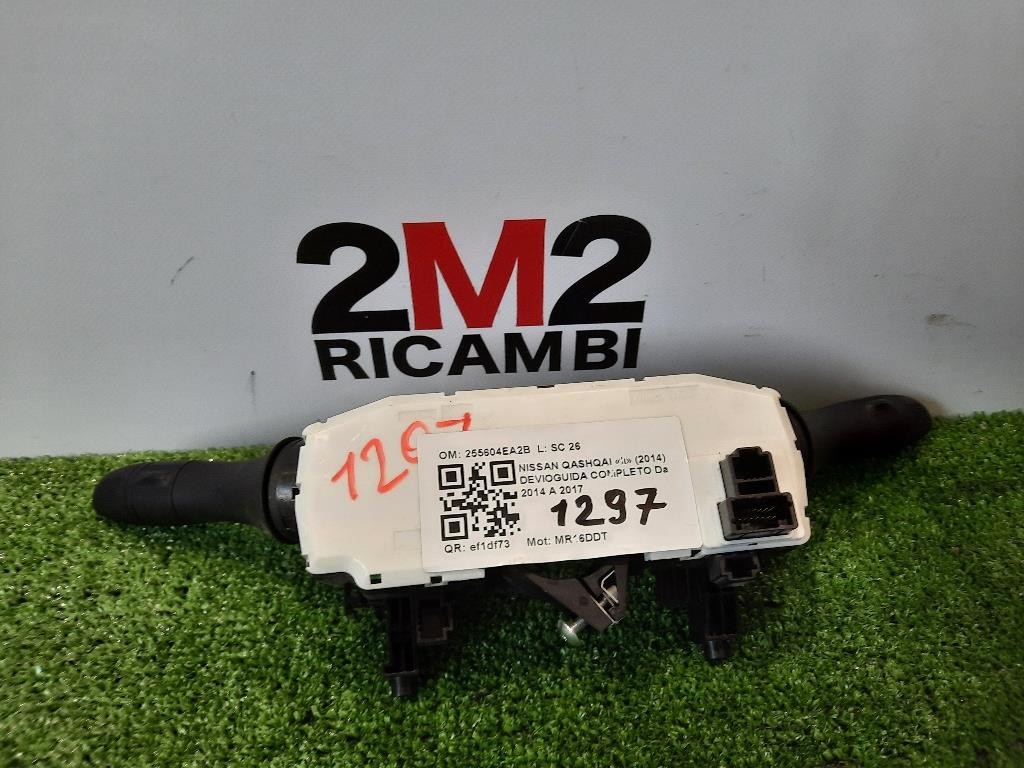 2M2
RICAMBI
1297
OM: 255604EA2B L: SC 26
NISSAN QASHQAI «II» (2014)
DEVIOGUIDA COMPLETO Da
2014 A 2017
1297
QR: ef1df73 Mot: MR16DDT